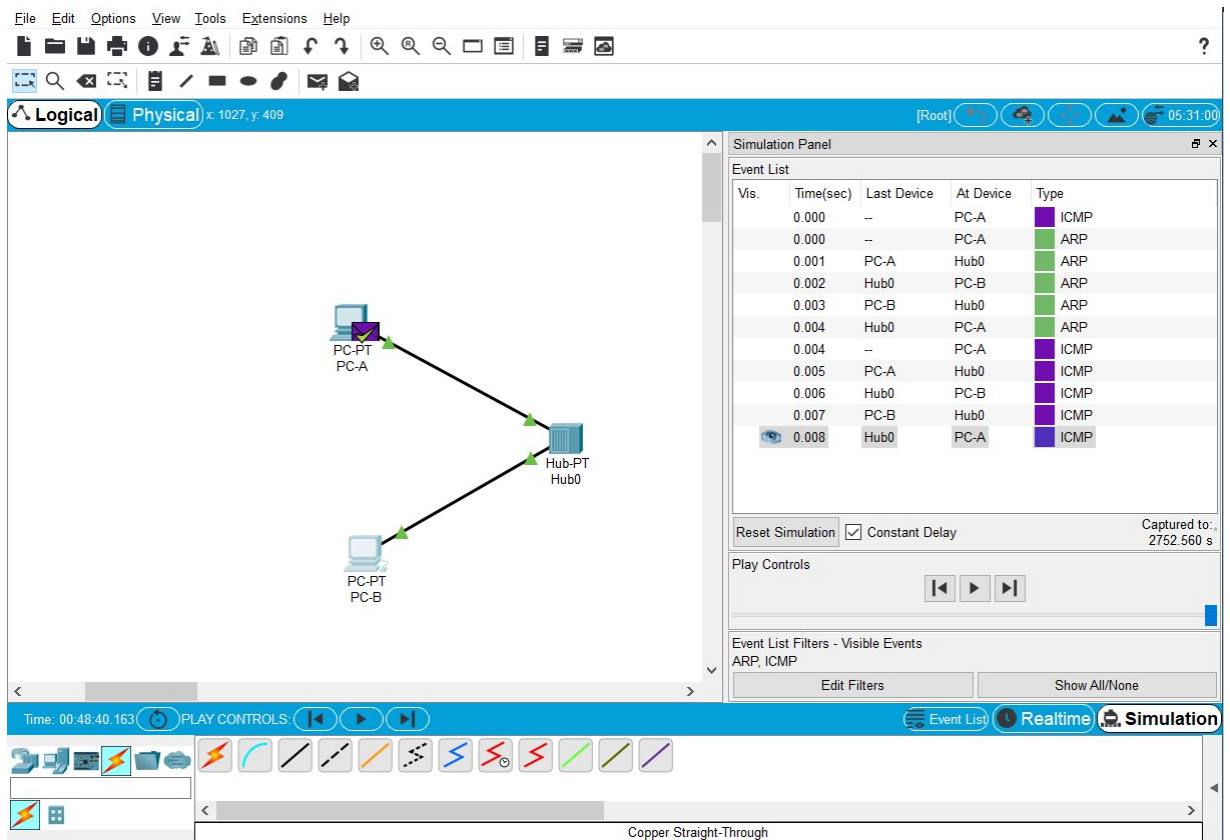 File Edit Options View Tools Extensions Help
?
Logical Physical x: 1027, y: 409 [Root] 05:31:00
Simulation Panel
Event List
Vis. Time(sec) Last Device At Device Type
0.000 -- PC-A ICMP
0.000 -- PC-A ARP
0.001 PC-A Hub0 ARP
0.002 Hub0 PC-B ARP
0.003 PC-B Hub0 ARP
0.004 Hub0 PC-A ARP
0.004 -- PC-A ICMP
0.005 PC-A Hub0 ICMP
0.006 Hub0 PC-B ICMP
0.007 PC-B Hub0 ICMP
0.008 Hub0 PC-A ICMP
PC-PT
PC-A
Hub-PT
Hub0
PC-PT
PC-B
Reset Simulation Constant Delay
Captured to:
2752.560 s
Play Controls
Event List Filters - Visible Events
ARP, ICMP
Edit Filters Show All/None
Time: 00:48:40.163 PLAY CONTROLS: Event List Realtime Simulation
Copper Straight-Through